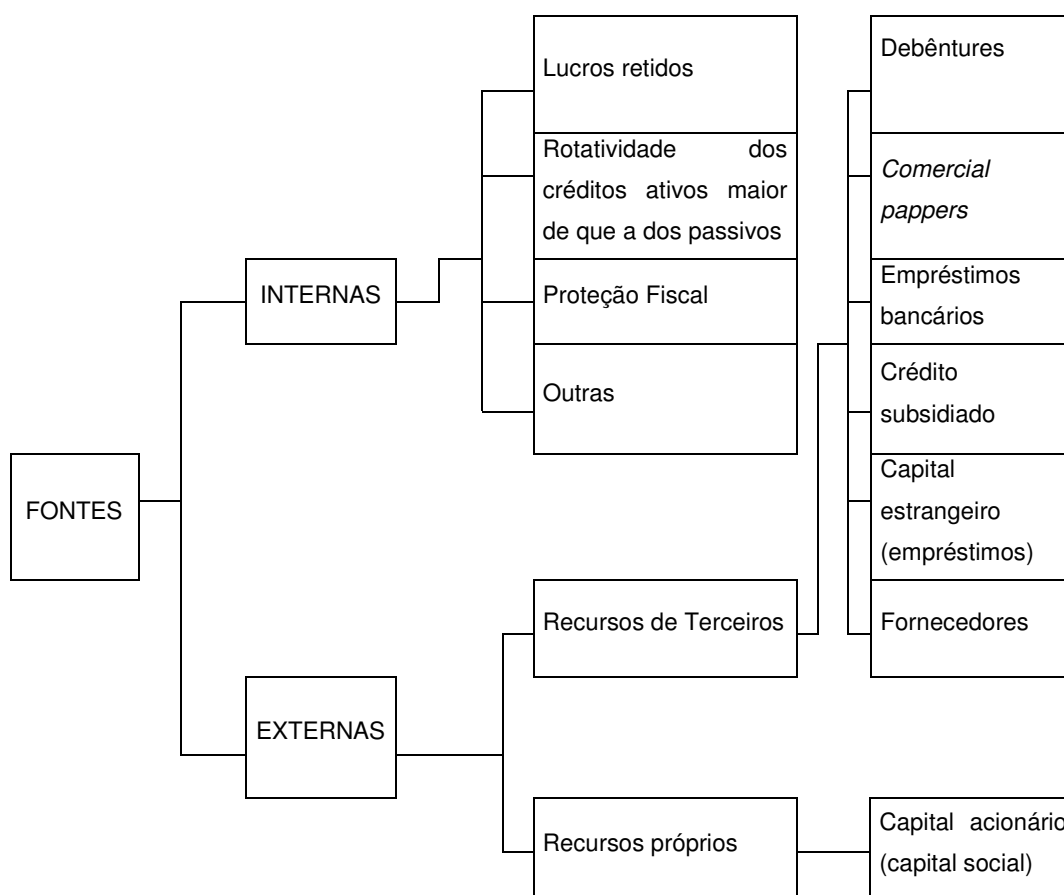 Lucros retidos
Rotatividade dos
créditos ativos maior
de que a dos passivos
Proteção Fiscal
Outras
Debêntures
Comercial
pappers
Empréstimos
bancários
Crédito
subsidiado
Capital
estrangeiro
(empréstimos)
Fornecedores
INTERNAS
FONTES
EXTERNAS
Recursos de Terceiros
Recursos próprios
Capital acionário
(capital social)